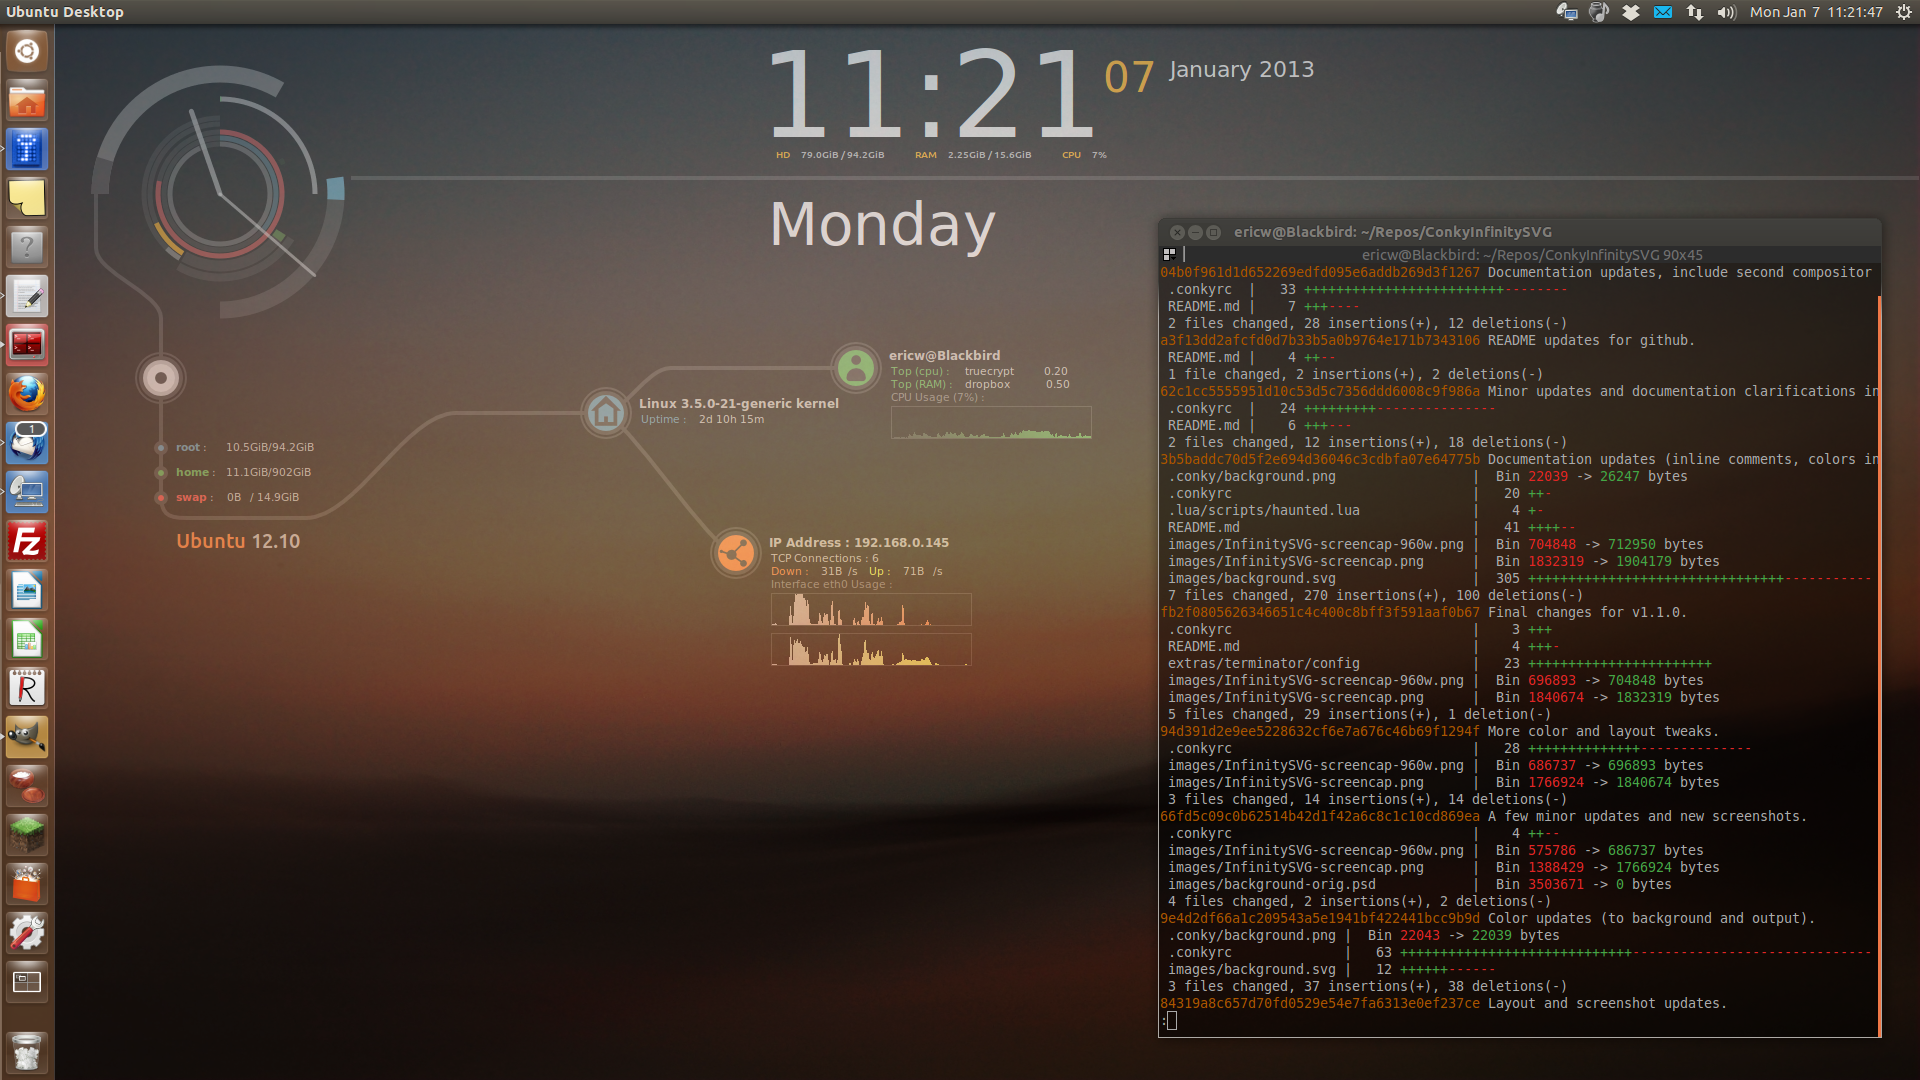 Ubuntu Desktop
Mon Jan 7 11:21:47
11:21 07 January 2013
HD 79.0GiB / 94.2GiB RAM 2.25GiB / 15.6GiB CPU 7%
Monday
ericw@Blackbird
Top (cpu) : truecrypt 0.20
Top (RAM) : dropbox 0.50
CPU Usage (7%) :
Linux 3.5.0-21-generic kernel
Uptime : 2d 10h 15m
root : 10.5GiB/94.2GiB
home : 11.1GiB/902GiB
swap : 0B / 14.9GiB
Ubuntu 12.10
IP Address : 192.168.0.145
TCP Connections : 6
Down : 31B /s Up : 71B /s
Interface eth0 Usage :
1
Fz
R
ericw@Blackbird: ~/Repos/ConkyInfinitySVG
ericw@Blackbird: ~/Repos/ConkyInfinitySVG 90x45
04b0f961d1d652269edfd095e6addb269d3f1267 Documentation updates, include second compositor
.conkyrc | 33 +++++++++++++++++++++++++--------
README.md | 7 +++----
2 files changed, 28 insertions(+), 12 deletions(-)
a3f13dd2afcfd0d7b33b5a0b9764e171b7343106 README updates for github.
README.md | 4 ++--
1 file changed, 2 insertions(+), 2 deletions(-)
62c1cc5555951d10c53d5c7356ddd6008c9f986a Minor updates and documentation clarifications in
.conkyrc | 24 +++++++++---------------
README.md | 6 +++---
2 files changed, 12 insertions(+), 18 deletions(-)
3b5baddc70d5f2e694d36046c3cdbfa07e64775b Documentation updates (inline comments, colors in
.conky/background.png | Bin 22039 -> 26247 bytes
.conkyrc | 20 ++-
.lua/scripts/haunted.lua | 4 +-
README.md | 41 ++++--
images/InfinitySVG-screencap-960w.png | Bin 704848 -> 712950 bytes
images/InfinitySVG-screencap.png | Bin 1832319 -> 1904179 bytes
images/background.svg | 305 ++++++++++++++++++++++++++++++++-----------
7 files changed, 270 insertions(+), 100 deletions(-)
fb2f0805626346651c4c400c8bff3f591aaf0b67 Final changes for v1.1.0.
.conkyrc | 3 +++
README.md | 4 +++-
extras/terminator/config | 23 +++++++++++++++++++++++
images/InfinitySVG-screencap-960w.png | Bin 696893 -> 704848 bytes
images/InfinitySVG-screencap.png | Bin 1840674 -> 1832319 bytes
5 files changed, 29 insertions(+), 1 deletion(-)
94d391d2e9ee5228632cf6e7a676c46b69f1294f More color and layout tweaks.
.conkyrc | 28 ++++++++++++++--------------
images/InfinitySVG-screencap-960w.png | Bin 686737 -> 696893 bytes
images/InfinitySVG-screencap.png | Bin 1766924 -> 1840674 bytes
3 files changed, 14 insertions(+), 14 deletions(-)
66fd5c09c0b62514b42d1f42a6c8c1c10cd869ea A few minor updates and new screenshots.
.conkyrc | 4 ++--
images/InfinitySVG-screencap-960w.png | Bin 575786 -> 686737 bytes
images/InfinitySVG-screencap.png | Bin 1388429 -> 1766924 bytes
images/background-orig.psd | Bin 3503671 -> 0 bytes
4 files changed, 2 insertions(+), 2 deletions(-)
9e4d2df66a1c209543a5e1941bf422441bcc9b9d Color updates (to background and output).
.conky/background.png | Bin 22043 -> 22039 bytes
.conkyrc | 63 +++++++++++++++++++++++++++++------------------------------
images/background.svg | 12 ++++++------
3 files changed, 37 insertions(+), 38 deletions(-)
84319a8c657d70fd0529e54e7fa6313e0ef237ce Layout and screenshot updates.
: